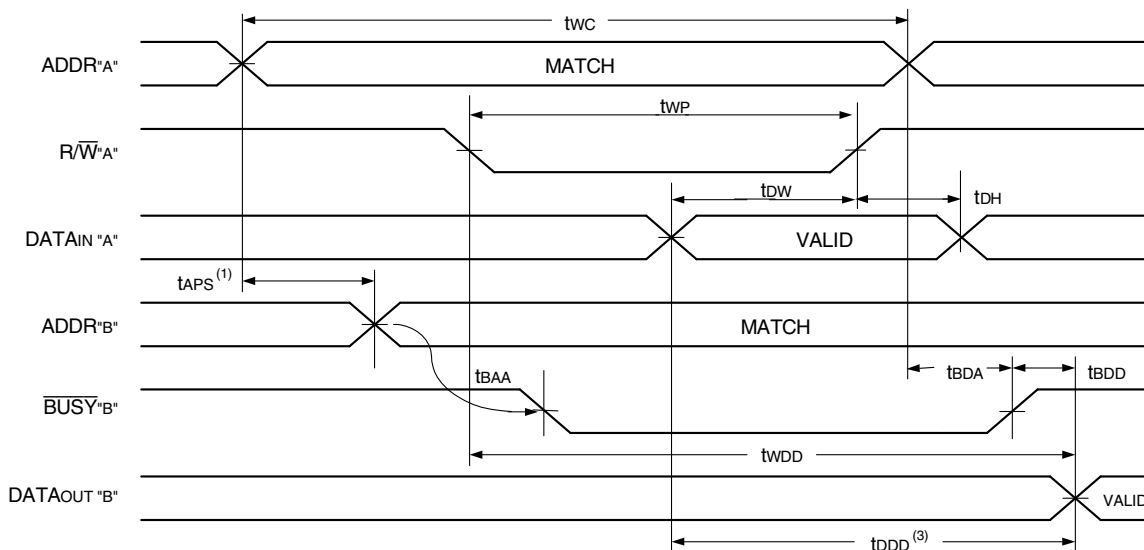 tWC
ADDR"A" MATCH
tWP
R/W̅"A"
tDW tDH
DATAIN "A" VALID
tAPS (1)
ADDR"B" MATCH
tBAA tBDA tBDD
B̅U̅S̅Y̅"B"
tWDD
DATAOUT "B" VALID
tDDD (3)